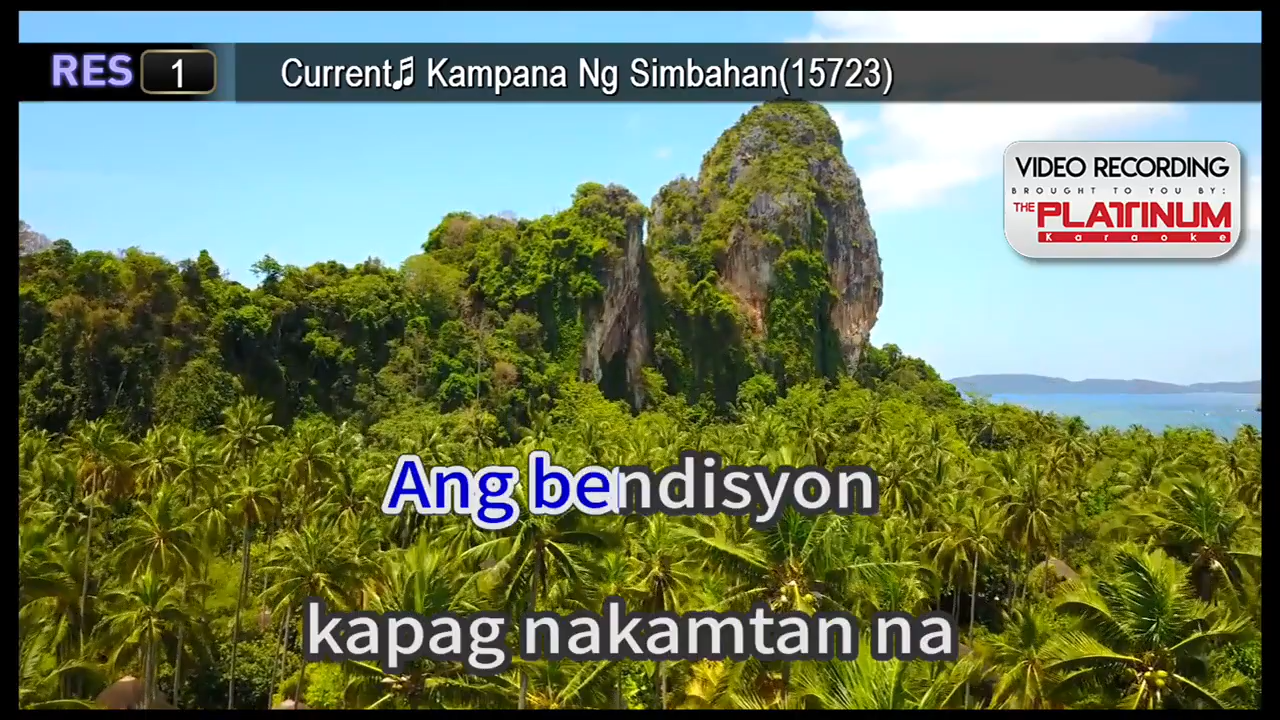 RES 1 Current♫ Kampana Ng Simbahan(15723)
VIDEO RECORDING
BROUGHT TO YOU BY:
THE PLATINUM
Karaoke
Ang bendisyon
kapag nakamtan na